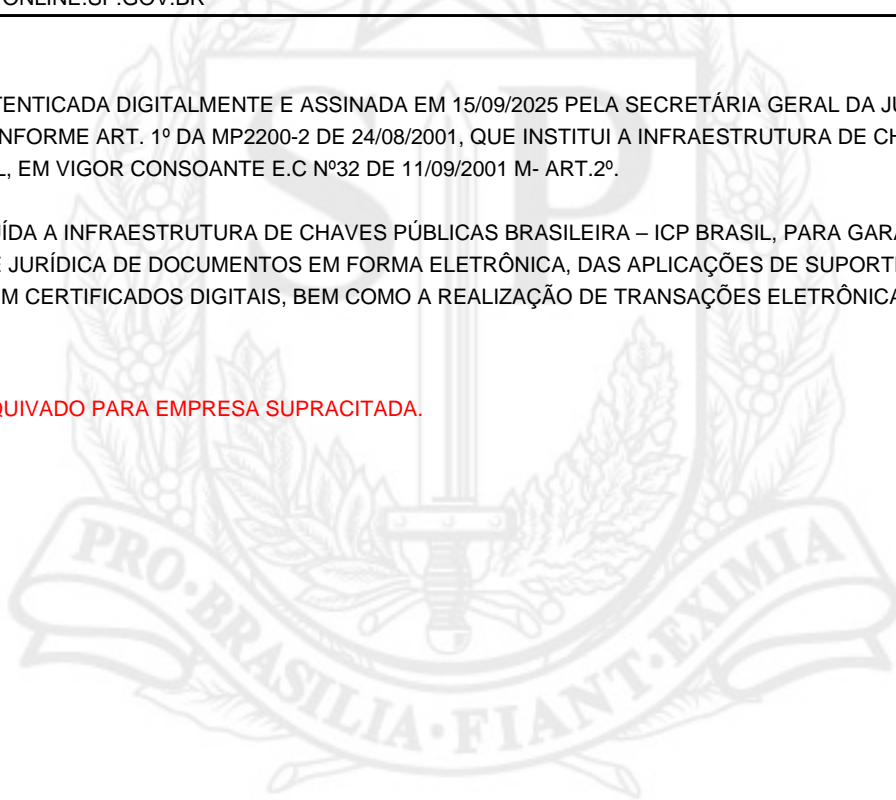 ONLINE.SP.GOV.BR
TENTICADA DIGITALMENTE E ASSINADA EM 15/09/2025 PELA SECRETÁRIA GERAL DA JU
NFORME ART. 1º DA MP2200-2 DE 24/08/2001, QUE INSTITUI A INFRAESTRUTURA DE CH
L, EM VIGOR CONSOANTE E.C Nº32 DE 11/09/2001 M- ART.2º.
ÍDA A INFRAESTRUTURA DE CHAVES PÚBLICAS BRASILEIRA – ICP BRASIL, PARA GARA
E JURÍDICA DE DOCUMENTOS EM FORMA ELETRÔNICA, DAS APLICAÇÕES DE SUPORTE
M CERTIFICADOS DIGITAIS, BEM COMO A REALIZAÇÃO DE TRANSAÇÕES ELETRÔNICA
QUIVADO PARA EMPRESA SUPRACITADA.
SP
PRO·BRASILIA·FIANT·EXIMIA